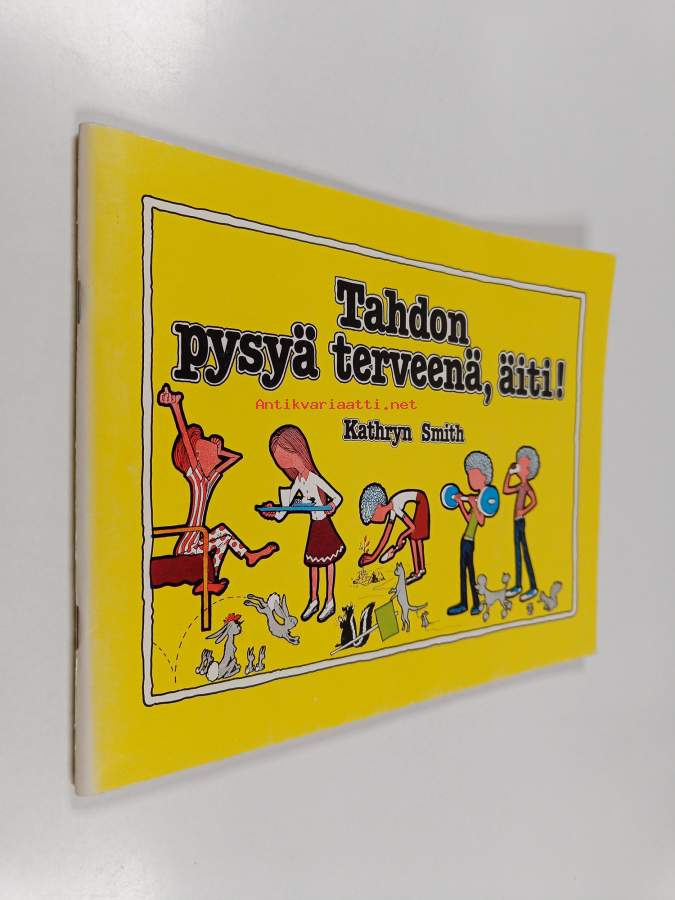 Tahdon
pysyä terveenä, äiti!
Antikvariaatti.net
Kathryn Smith